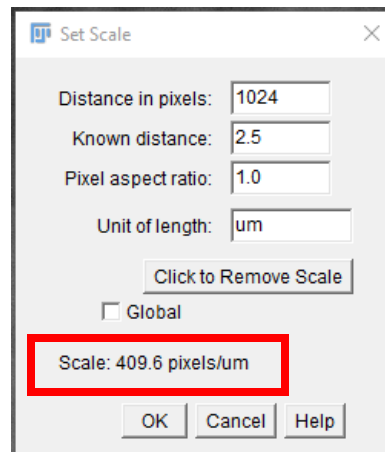 Set Scale
Distance in pixels: 1024
Known distance: 2.5
Pixel aspect ratio: 1.0
Unit of length: um
Click to Remove Scale
Global
Scale: 409.6 pixels/um
OK Cancel Help